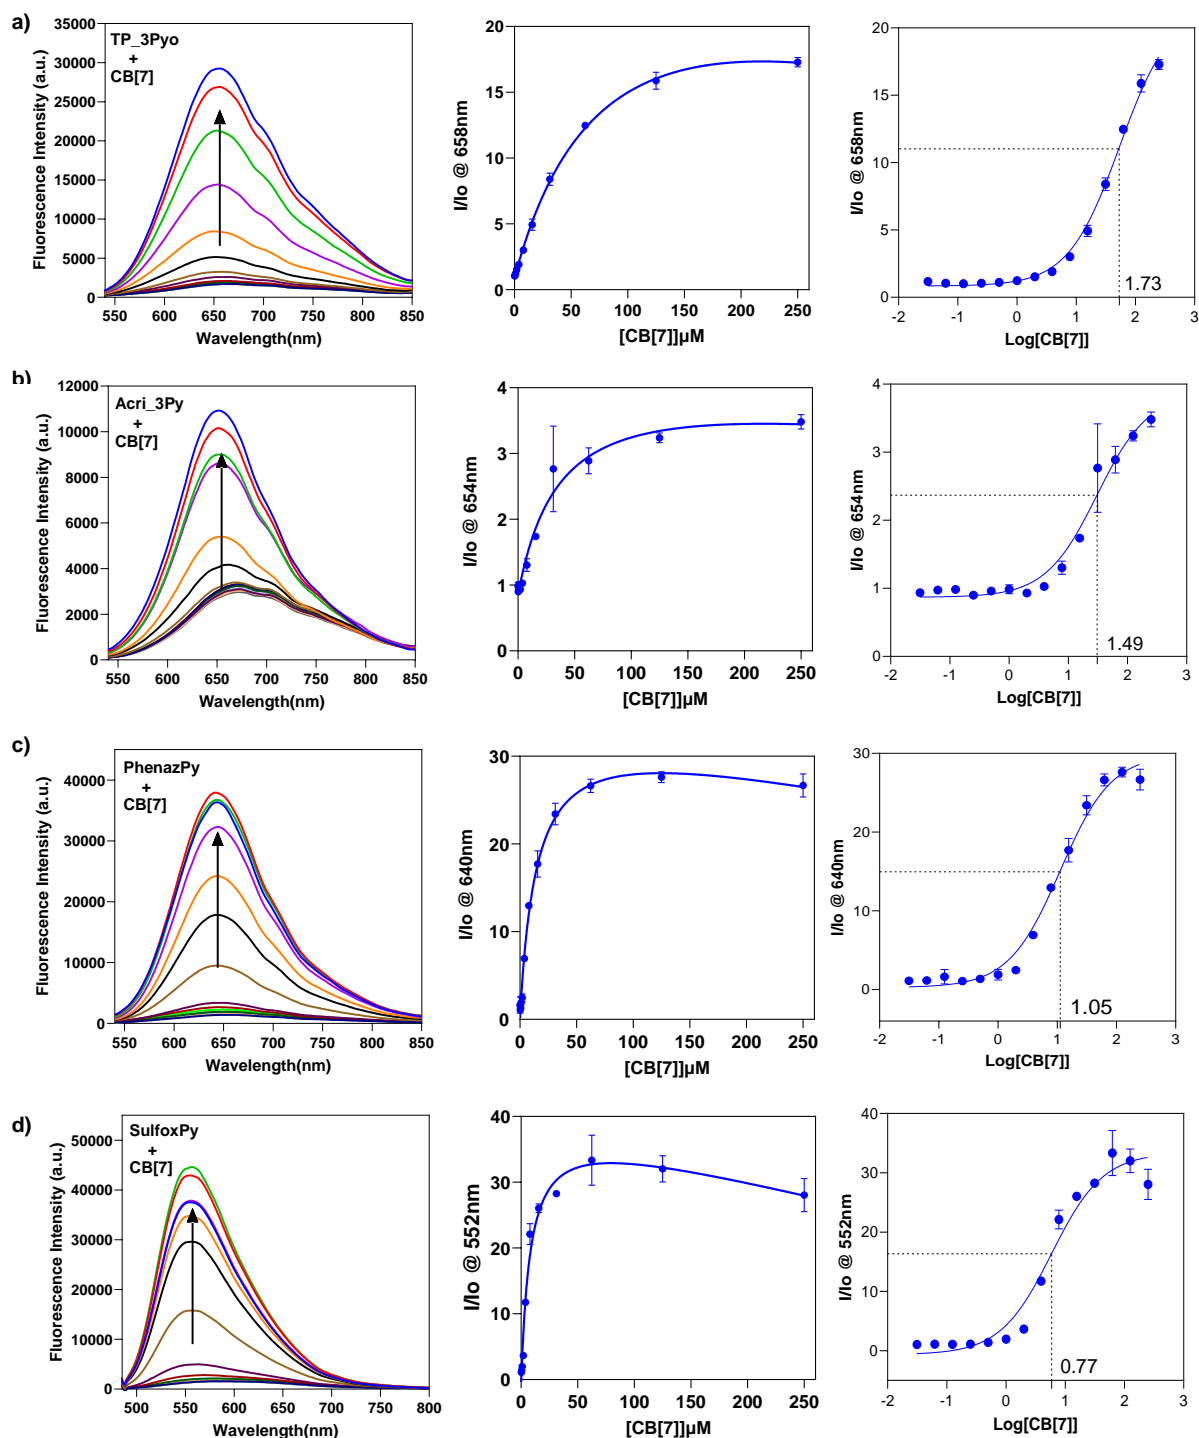 a)
TP_3Pyo
+
CB[7]
Fluorescence Intensity (a.u.)
35000
30000
25000
20000
15000
10000
5000
0
550 600 650 700 750 800 850
Wavelength(nm)
I/Io @ 658nm
20
15
10
5
0
0 50 100 150 200 250
[CB[7]]µM
I/Io @ 658nm
20
15
10
5
0
1.73
-2 -1 0 1 2 3
Log[CB[7]]
b)
Acri_3Py
+
CB[7]
Fluorescence Intensity (a.u.)
12000
10000
8000
6000
4000
2000
0
550 600 650 700 750 800 850
Wavelength(nm)
I/Io @ 654nm
4
3
2
1
0
0 50 100 150 200 250
[CB[7]]µM
I/Io @ 654nm
4
2
0
1.49
-2 -1 0 1 2 3
Log[CB[7]]
c)
PhenazPy
+
CB[7]
Fluorescence Intensity (a.u.)
40000
30000
20000
10000
0
550 600 650 700 750 800 850
Wavelength(nm)
I/Io @ 640nm
30
20
10
0
0 50 100 150 200 250
[CB[7]]µM
I/Io @ 640nm
30
20
10
0
1.05
-2 -1 0 1 2 3
Log[CB[7]]
d)
SulfoxPy
+
CB[7]
Fluorescence Intensity (a.u.)
50000
40000
30000
20000
10000
0
500 550 600 650 700 750 800
Wavelength(nm)
I/Io @ 552nm
40
30
20
10
0
0 50 100 150 200 250
[CB[7]]µM
I/Io @ 552nm
40
30
20
10
0
0.77
-2 -1 0 1 2 3
Log[CB[7]]